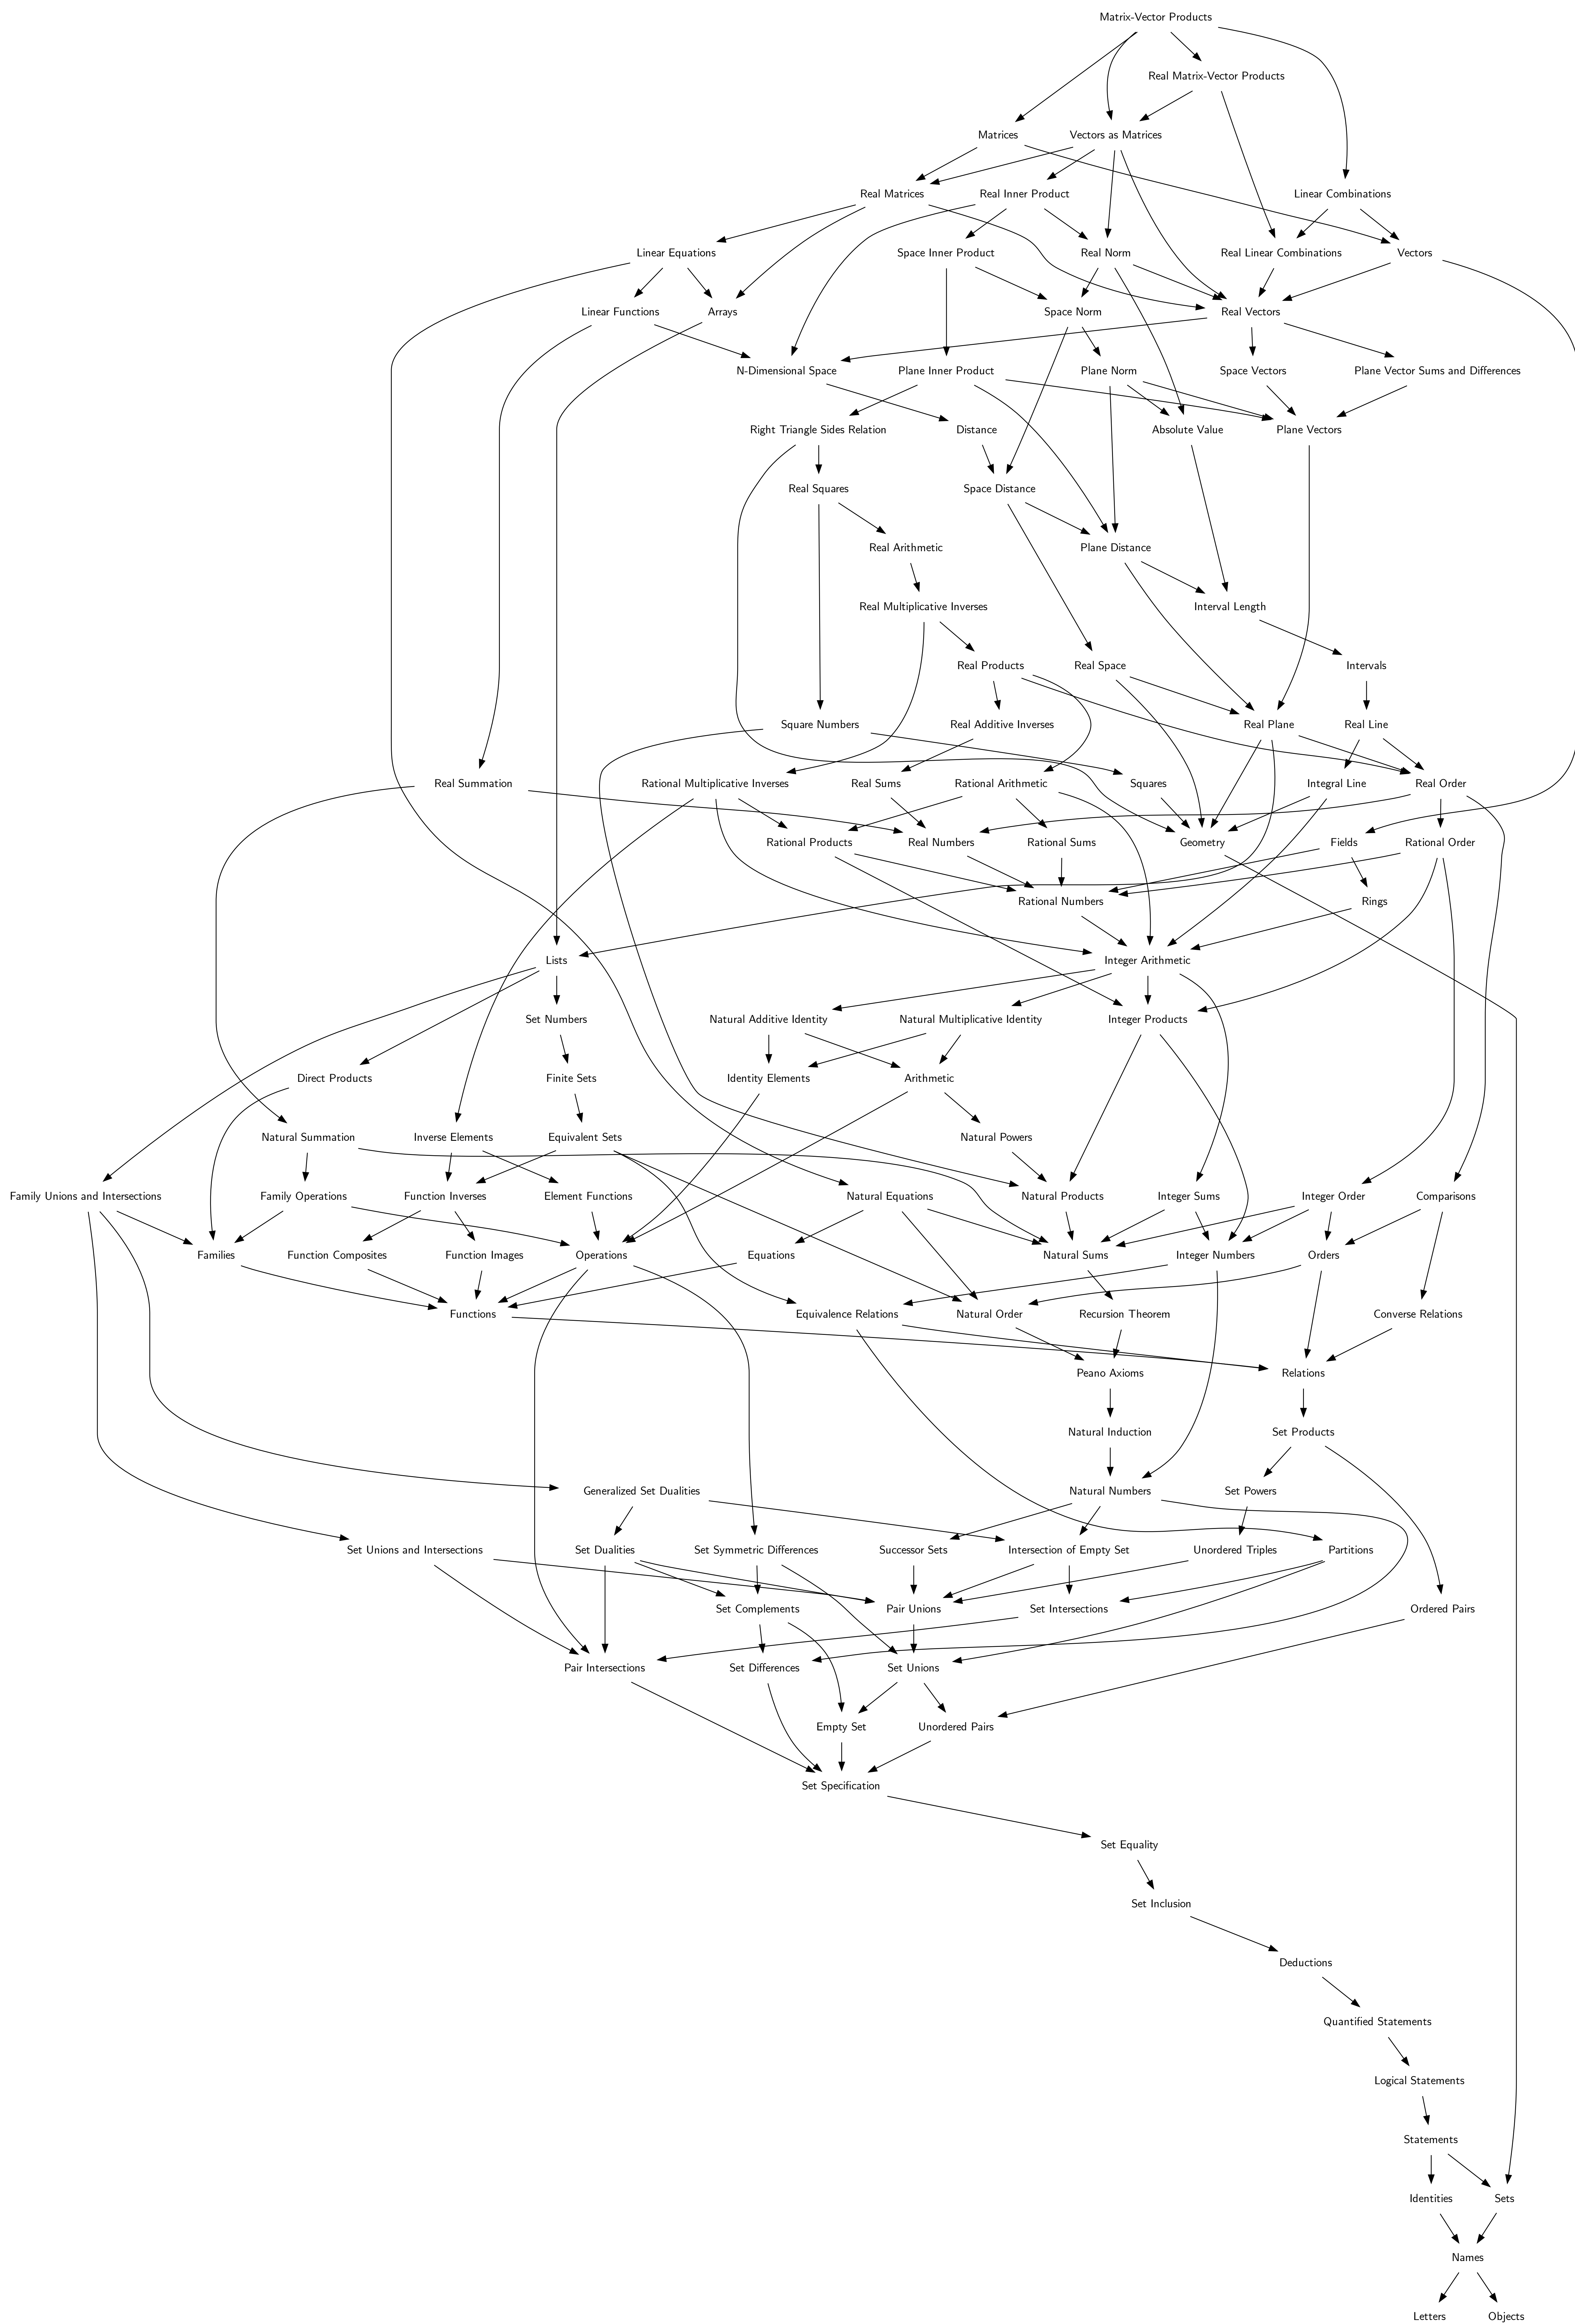 Matrix-Vector Products
Real Matrix-Vector Products
Matrices
Vectors as Matrices
Real Matrices
Real Inner Product
Linear Combinations
Linear Equations
Space Inner Product
Real Norm
Real Linear Combinations
Vectors
Linear Functions
Arrays
Space Norm
Real Vectors
N-Dimensional Space
Plane Inner Product
Plane Norm
Space Vectors
Plane Vector Sums and Differences
Right Triangle Sides Relation
Distance
Absolute Value
Plane Vectors
Real Squares
Space Distance
Real Arithmetic
Plane Distance
Real Multiplicative Inverses
Interval Length
Real Products
Real Space
Intervals
Square Numbers
Real Additive Inverses
Real Plane
Real Line
Real Summation
Rational Multiplicative Inverses
Real Sums
Rational Arithmetic
Squares
Integral Line
Real Order
Rational Products
Real Numbers
Rational Sums
Geometry
Fields
Rational Order
Rational Numbers
Rings
Lists
Integer Arithmetic
Set Numbers
Natural Additive Identity
Natural Multiplicative Identity
Integer Products
Direct Products
Finite Sets
Identity Elements
Arithmetic
Natural Summation
Inverse Elements
Equivalent Sets
Natural Powers
Family Unions and Intersections
Family Operations
Function Inverses
Element Functions
Natural Equations
Natural Products
Integer Sums
Integer Order
Comparisons
Families
Function Composites
Function Images
Operations
Equations
Natural Sums
Integer Numbers
Orders
Functions
Equivalence Relations
Natural Order
Recursion Theorem
Converse Relations
Peano Axioms
Relations
Natural Induction
Set Products
Generalized Set Dualities
Natural Numbers
Set Powers
Set Unions and Intersections
Set Dualities
Set Symmetric Differences
Successor Sets
Intersection of Empty Set
Unordered Triples
Partitions
Set Complements
Pair Unions
Set Intersections
Ordered Pairs
Pair Intersections
Set Differences
Set Unions
Empty Set
Unordered Pairs
Set Specification
Set Equality
Set Inclusion
Deductions
Quantified Statements
Logical Statements
Statements
Identities
Sets
Names
Letters
Objects